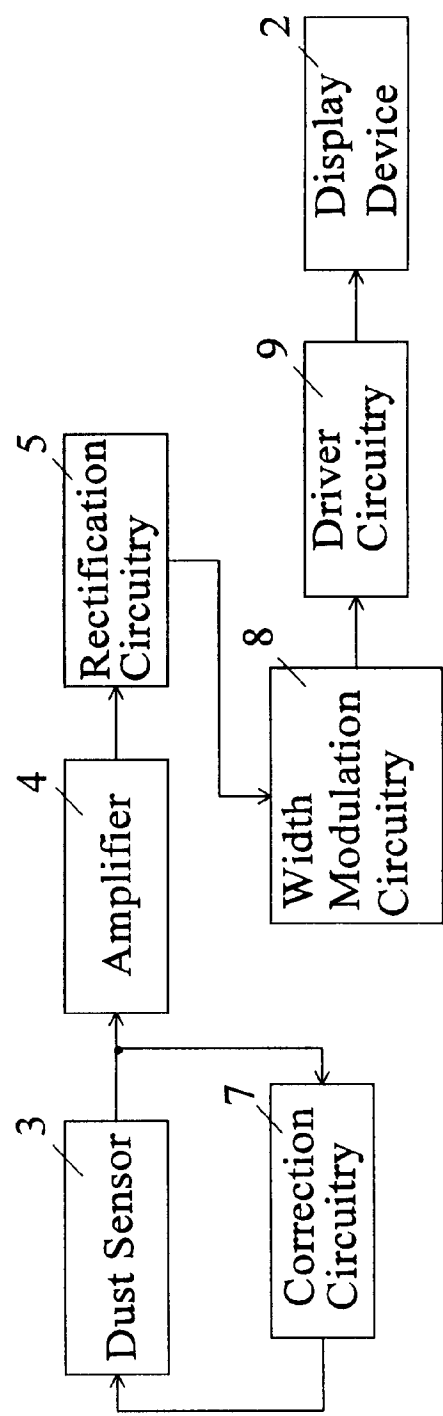 3
Dust Sensor
4
Amplifier
5
Rectification
Circuitry
7
Correction
Circuitry
8
Width
Modulation
Circuitry
9
Driver
Circuitry
2
Display
Device